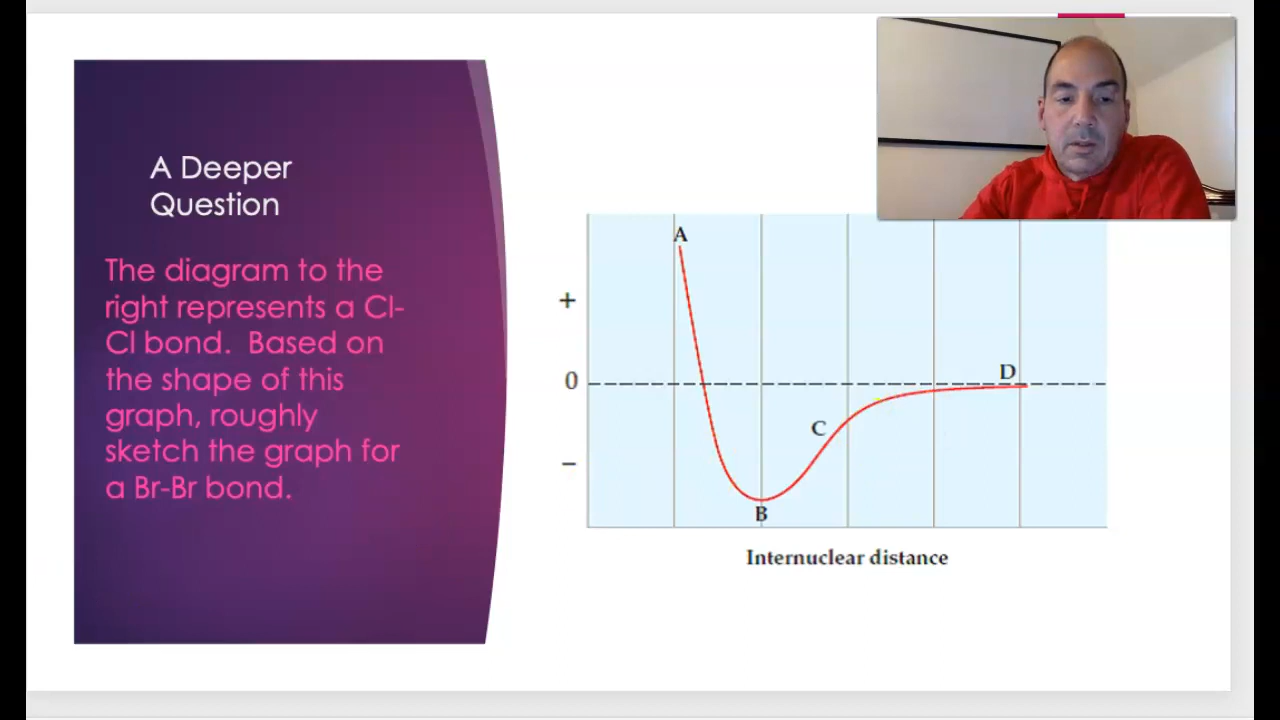 A Deeper
Question
The diagram to the
right represents a Cl-
Cl bond.  Based on
the shape of this
graph, roughly
sketch the graph for
a Br-Br bond.
A
+
0
D
C
–
B
Internuclear distance